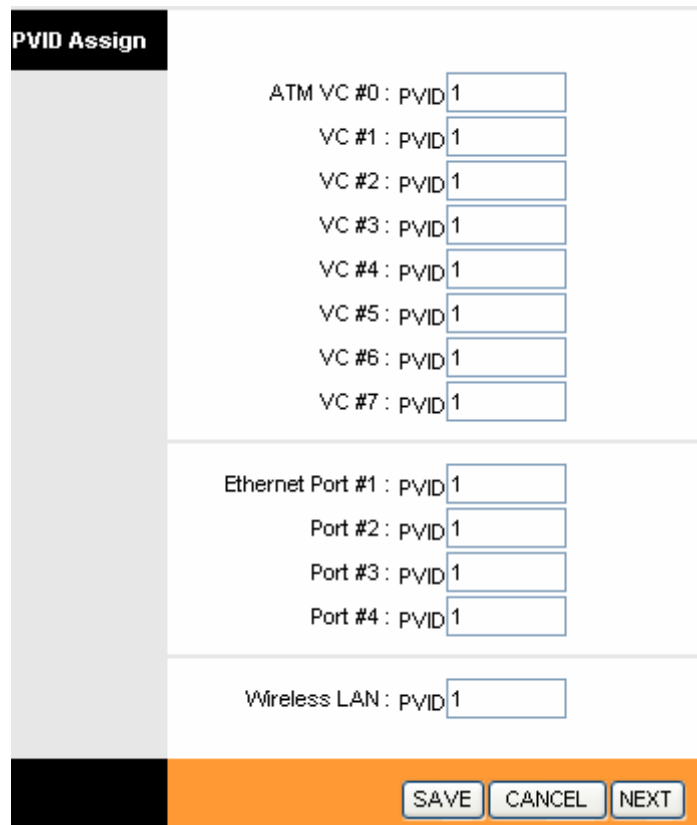 PVID Assign
ATM VC #0 : PVID 1
VC #1 : PVID 1
VC #2 : PVID 1
VC #3 : PVID 1
VC #4 : PVID 1
VC #5 : PVID 1
VC #6 : PVID 1
VC #7 : PVID 1
Ethernet Port #1 : PVID 1
Port #2 : PVID 1
Port #3 : PVID 1
Port #4 : PVID 1
Wireless LAN : PVID 1
SAVE CANCEL NEXT